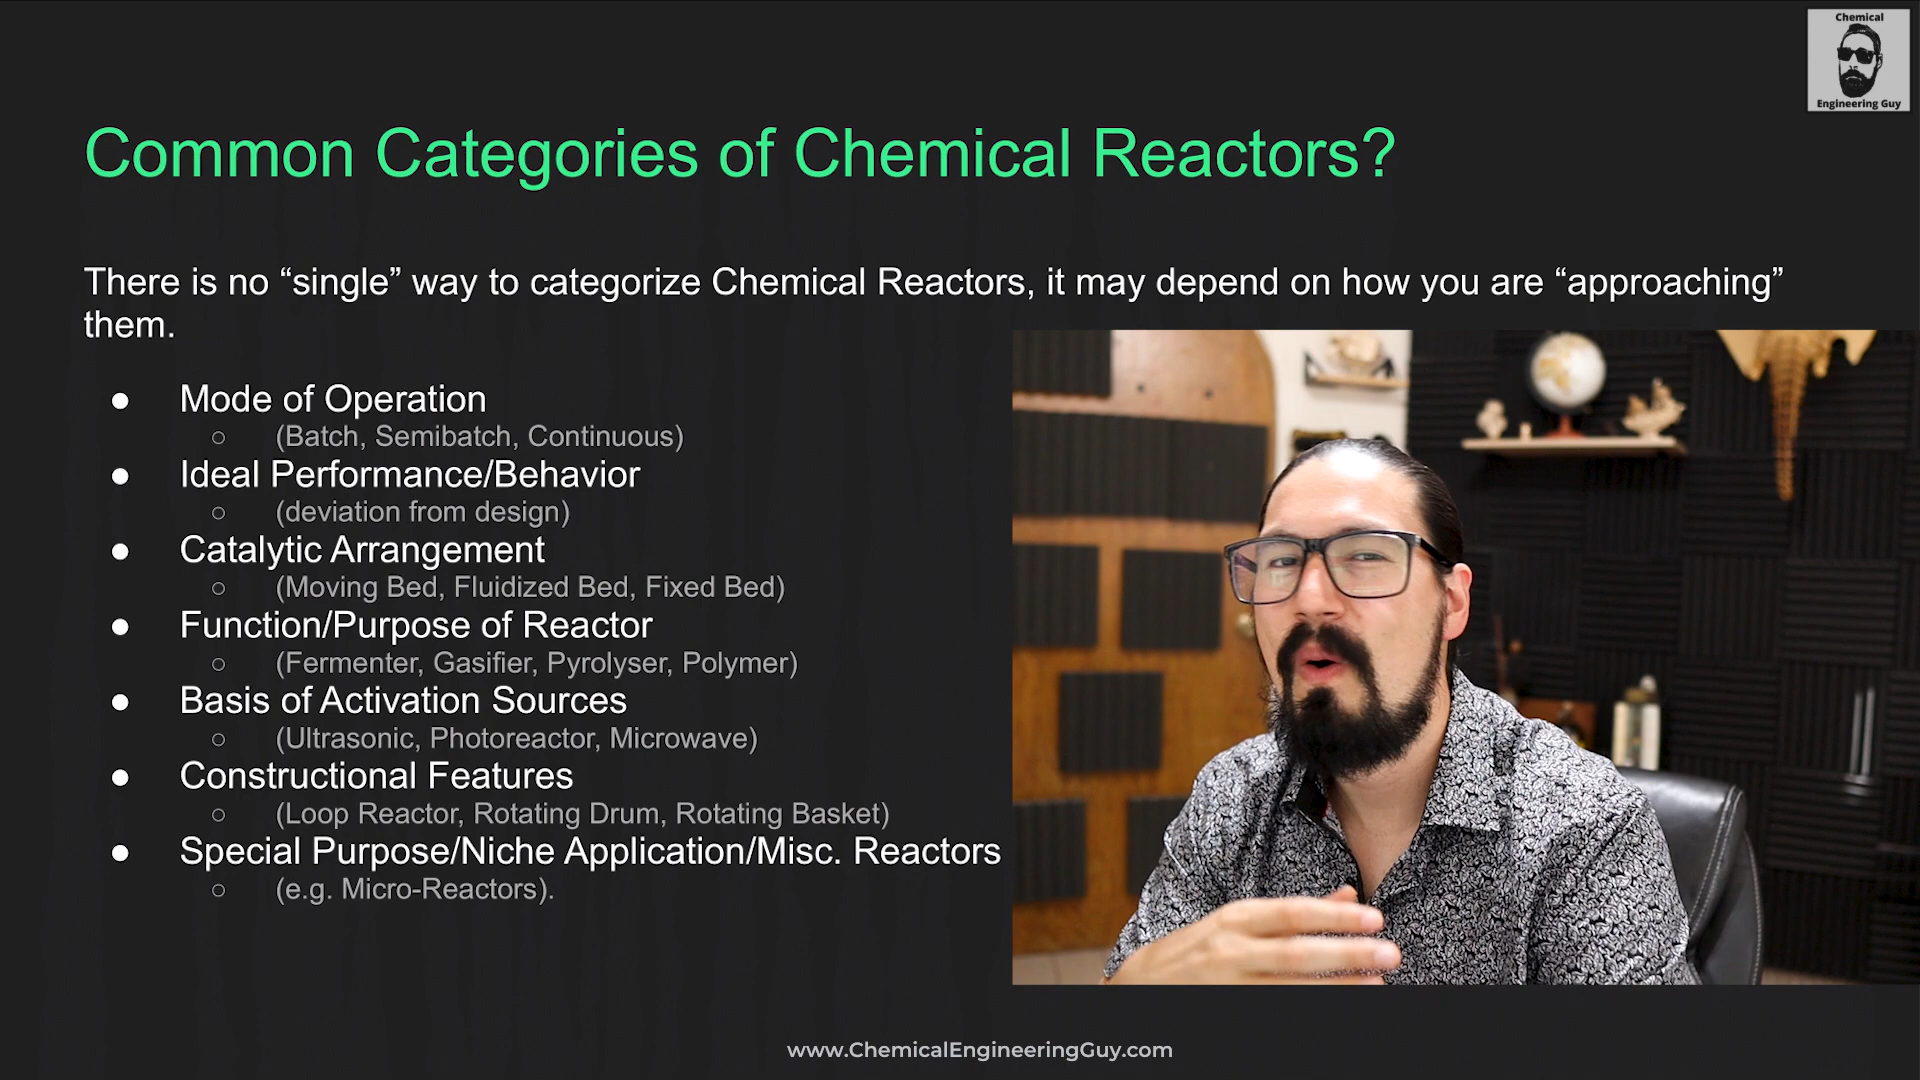 Chemical
Engineering Guy
Common Categories of Chemical Reactors?
There is no “single” way to categorize Chemical Reactors, it may depend on how you are “approaching”
them.
● Mode of Operation
○ (Batch, Semibatch, Continuous)
● Ideal Performance/Behavior
○ (deviation from design)
● Catalytic Arrangement
○ (Moving Bed, Fluidized Bed, Fixed Bed)
● Function/Purpose of Reactor
○ (Fermenter, Gasifier, Pyrolyser, Polymer)
● Basis of Activation Sources
○ (Ultrasonic, Photoreactor, Microwave)
● Constructional Features
○ (Loop Reactor, Rotating Drum, Rotating Basket)
● Special Purpose/Niche Application/Misc. Reactors
○ (e.g. Micro-Reactors).
www.ChemicalEngineeringGuy.com